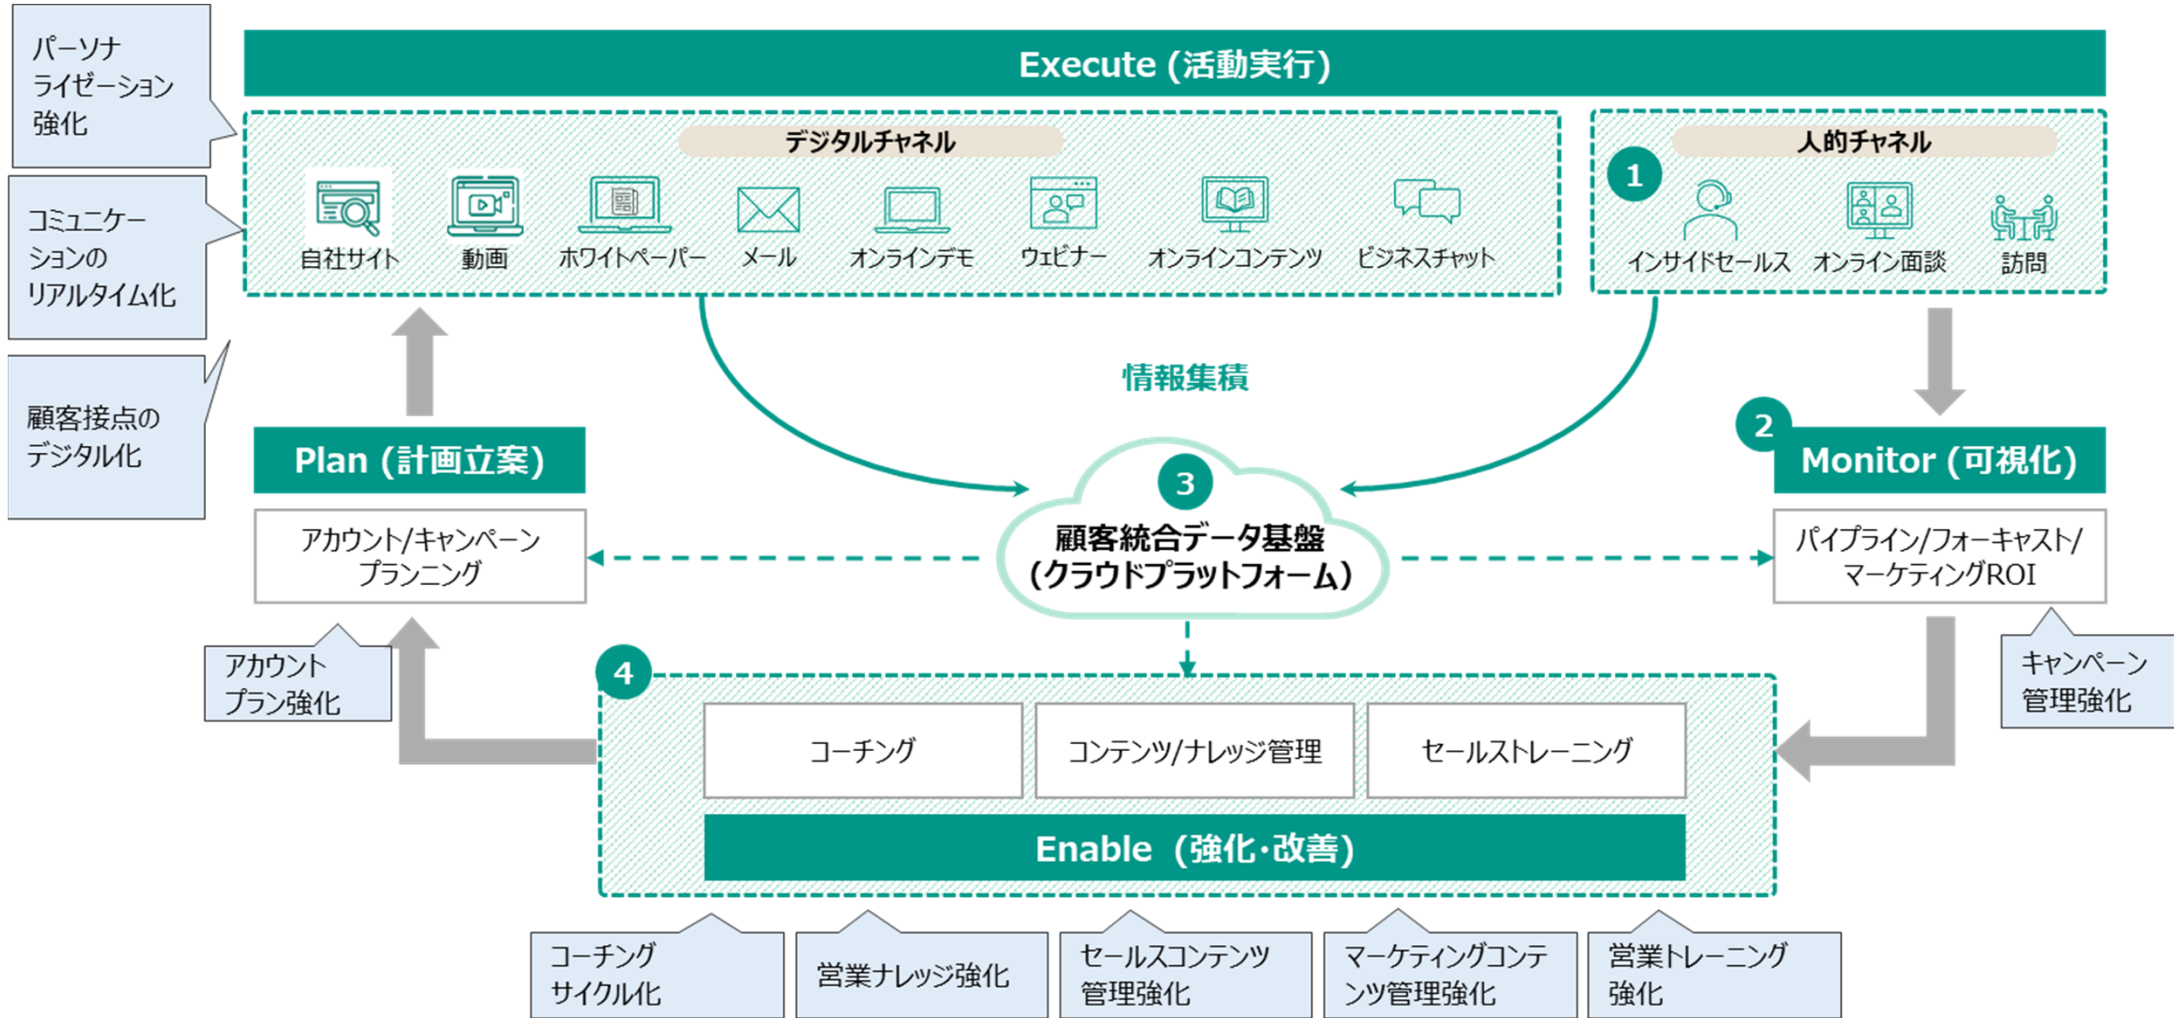 パーソナ
ライゼーション
強化
Execute (活動実行)
デジタルチャネル
人的チャネル
1
自社サイト
動画
ホワイトペーパー
メール
オンラインデモ
ウェビナー
オンラインコンテンツ
ビジネスチャット
インサイドセールス
オンライン面談
訪問
コミュニケー
ションの
リアルタイム化
情報集積
顧客接点の
デジタル化
Plan (計画立案)
アカウント/キャンペーン
プランニング
3
顧客統合データ基盤
(クラウドプラットフォーム)
2
Monitor (可視化)
パイプライン/フォーキャスト/
マーケティングROI
アカウント
プラン強化
キャンペーン
管理強化
4
コーチング
コンテンツ/ナレッジ管理
セールストレーニング
Enable (強化・改善)
コーチング
サイクル化
営業ナレッジ強化
セールスコンテンツ
管理強化
マーケティングコンテ
ンツ管理強化
営業トレーニング
強化